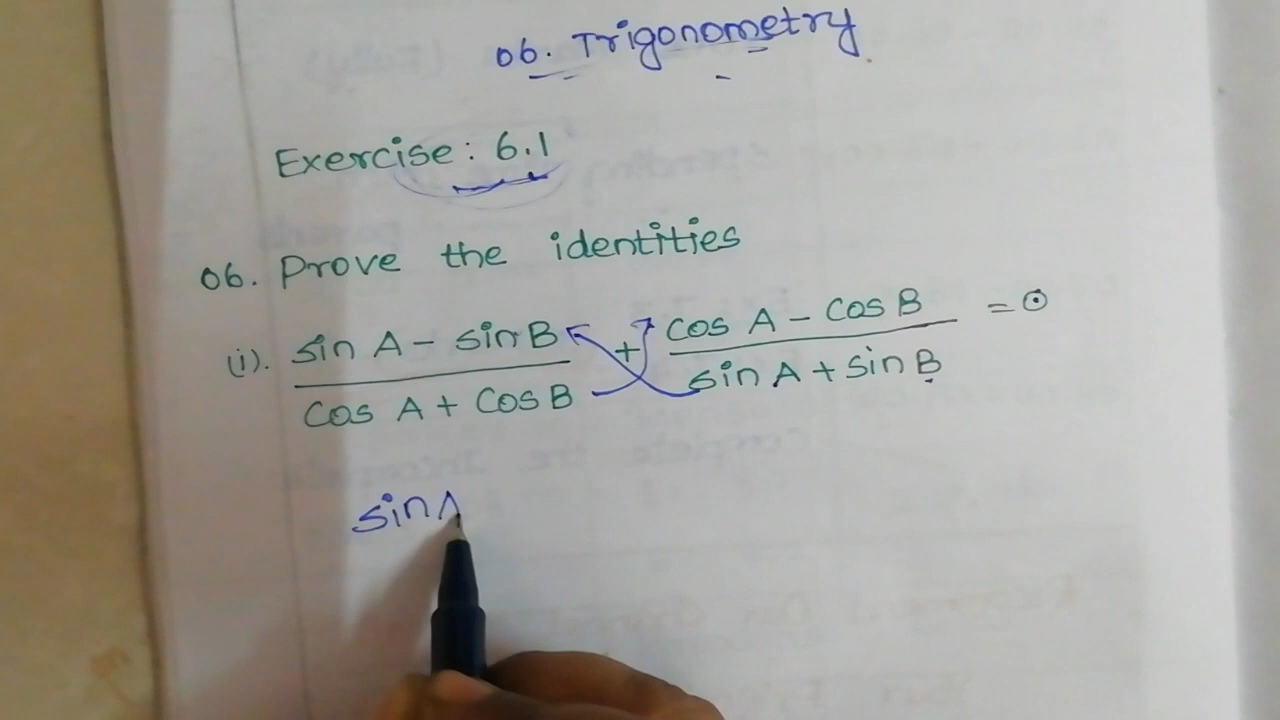 06. Trigonometry
Exercise: 6.1
06. Prove the identities
(i). sin A - sin B / cos A + cos B + cos A - cos B / sin A + sin B = 0
sin A